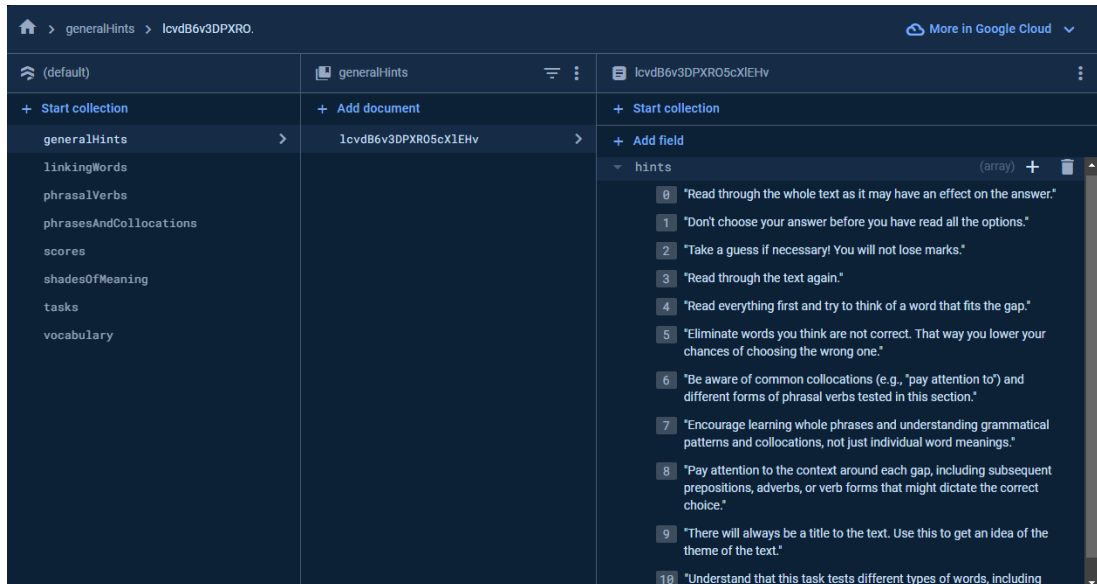 generalHints > lcvdB6v3DPXRO.
More in Google Cloud
(default)
generalHints
lcvdB6v3DPXRO5cXlEHv
+ Start collection
+ Add document
+ Start collection
generalHints
linkingWords
phrasalVerbs
phrasesAndCollocations
scores
shadesOfMeaning
tasks
vocabulary
lcvdB6v3DPXRO5cXlEHv
+ Add field
hints (array) +
0 "Read through the whole text as it may have an effect on the answer."
1 "Don't choose your answer before you have read all the options."
2 "Take a guess if necessary! You will not lose marks."
3 "Read through the text again."
4 "Read everything first and try to think of a word that fits the gap."
5 "Eliminate words you think are not correct. That way you lower your
chances of choosing the wrong one."
6 "Be aware of common collocations (e.g., "pay attention to") and
different forms of phrasal verbs tested in this section."
7 "Encourage learning whole phrases and understanding grammatical
patterns and collocations, not just individual word meanings."
8 "Pay attention to the context around each gap, including subsequent
prepositions, adverbs, or verb forms that might dictate the correct
choice."
9 "There will always be a title to the text. Use this to get an idea of the
theme of the text."
10 "Understand that this task tests different types of words, including